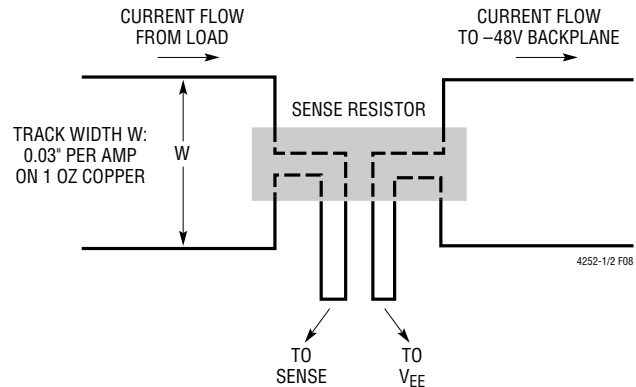 CURRENT FLOW
FROM LOAD
CURRENT FLOW
TO –48V BACKPLANE
SENSE RESISTOR
TRACK WIDTH W:
0.03" PER AMP
ON 1 OZ COPPER
W
4252-1/2 F08
TO
SENSE
TO
VEE